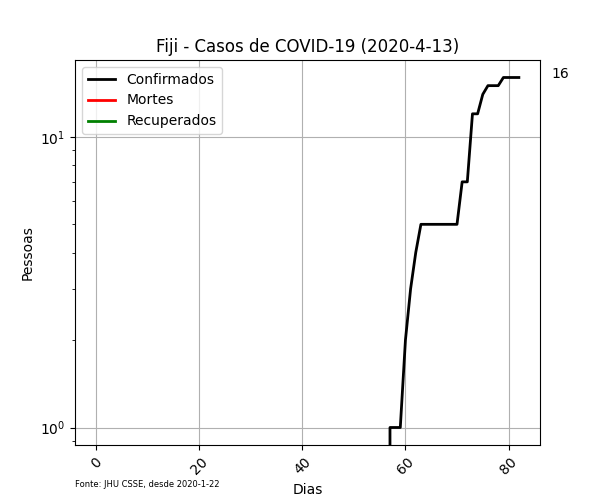 Fiji - Casos de COVID-19 (2020-4-13)
Confirmados
Mortes
Recuperados
16
10¹
10⁰
Pessoas
0 20 40 60 80
Dias
Fonte: JHU CSSE, desde 2020-1-22